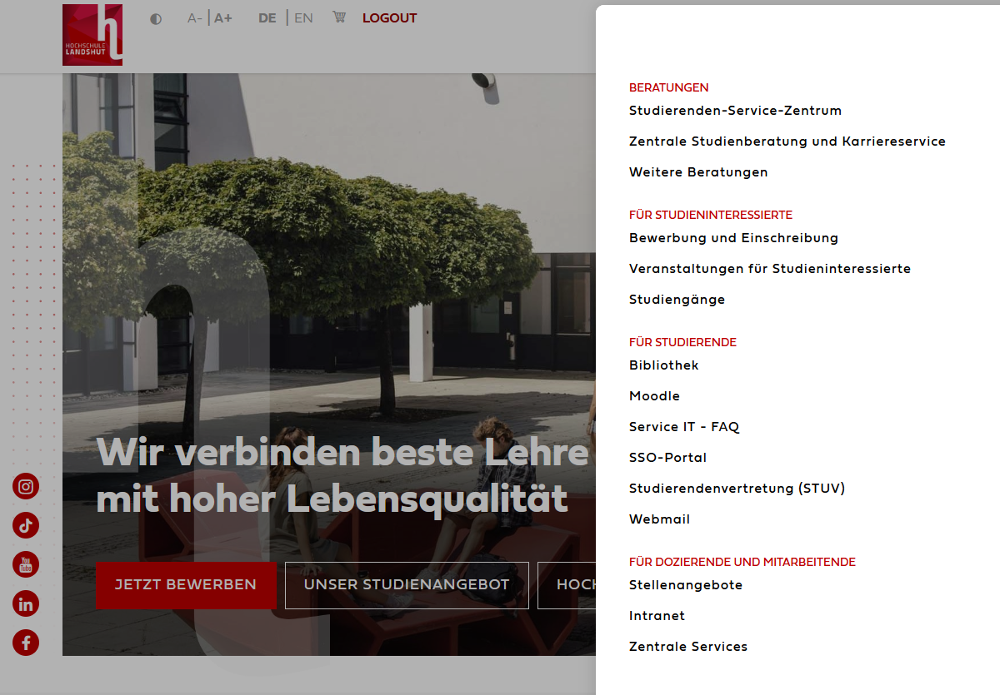 HOCHSCHULE
LANDSHUT
A- | A+
DE | EN
LOGOUT
Wir verbinden beste Lehre
mit hoher Lebensqualität
JETZT BEWERBEN
UNSER STUDIENANGEBOT
HOCH
You
Tube
BERATUNGEN
Studierenden-Service-Zentrum
Zentrale Studienberatung und Karriereservice
Weitere Beratungen
FÜR STUDIENINTERESSIERTE
Bewerbung und Einschreibung
Veranstaltungen für Studieninteressierte
Studiengänge
FÜR STUDIERENDE
Bibliothek
Moodle
Service IT - FAQ
SSO-Portal
Studierendenvertretung (STUV)
Webmail
FÜR DOZIERENDE UND MITARBEITENDE
Stellenangebote
Intranet
Zentrale Services